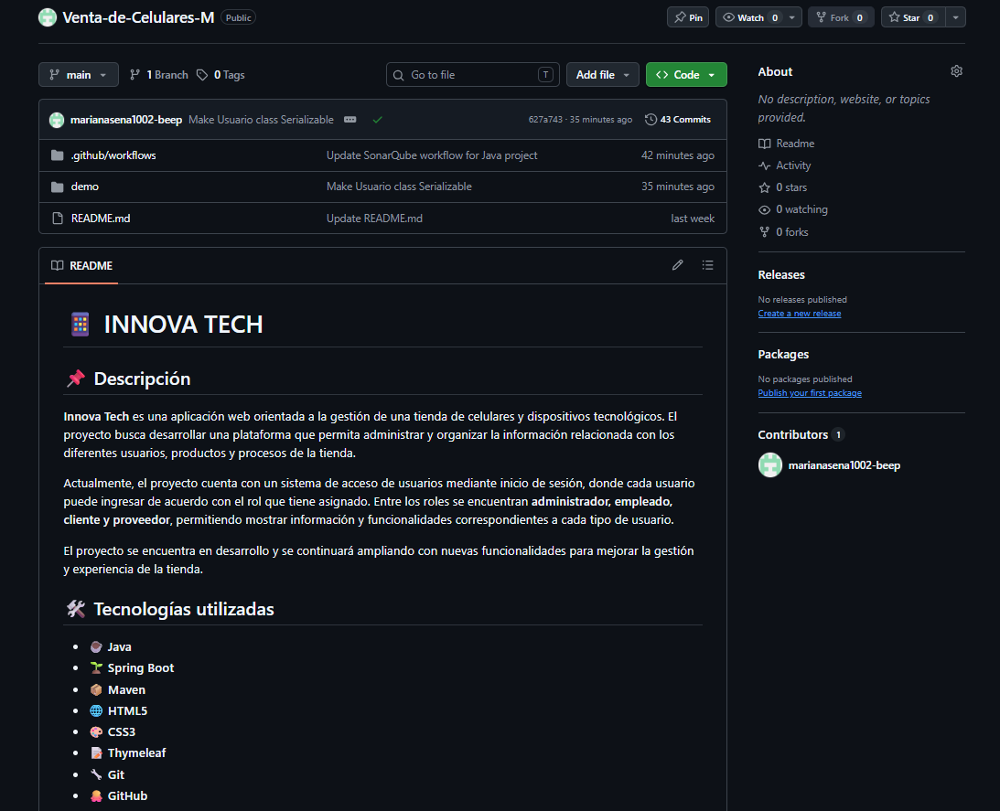 Venta-de-Celulares-M Public Pin Watch 0 Fork 0 Star 0
main 1 Branch 0 Tags Go to file T Add file Code
marianasena1002-beep Make Usuario class Serializable 627a743 · 35 minutes ago 43 Commits
.github/workflows Update SonarQube workflow for Java project 42 minutes ago
demo Make Usuario class Serializable 35 minutes ago
README.md Update README.md last week
README
INNOVA TECH
Descripción
Innova Tech es una aplicación web orientada a la gestión de una tienda de celulares y dispositivos tecnológicos. El
proyecto busca desarrollar una plataforma que permita administrar y organizar la información relacionada con los
diferentes usuarios, productos y procesos de la tienda.
Actualmente, el proyecto cuenta con un sistema de acceso de usuarios mediante inicio de sesión, donde cada usuario
puede ingresar de acuerdo con el rol que tiene asignado. Entre los roles se encuentran administrador, empleado,
cliente y proveedor, permitiendo mostrar información y funcionalidades correspondientes a cada tipo de usuario.
El proyecto se encuentra en desarrollo y se continuará ampliando con nuevas funcionalidades para mejorar la gestión
y experiencia de la tienda.
Tecnologías utilizadas
Java
Spring Boot
Maven
HTML5
CSS3
Thymeleaf
Git
GitHub
About
No description, website, or topics
provided.
Readme
Activity
0 stars
0 watching
0 forks
Releases
No releases published
Create a new release
Packages
No packages published
Publish your first package
Contributors 1
marianasena1002-beep